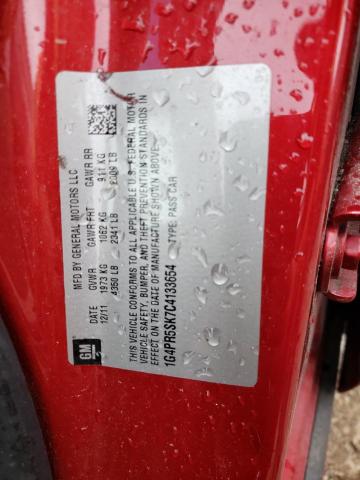 GM
MFD BY GENERAL MOTORS LLC
DATE GVWR GAWR FRT GAWR RR
12/11 1973 KG 1062 KG 911 KG
4350 LB 2341 LB 2009 LB
THIS VEHICLE CONFORMS TO ALL APPLICABLE U.S. FEDERAL MOTOR
VEHICLE SAFETY, BUMPER, AND THEFT PREVENTION STANDARDS IN
EFFECT ON THE DATE OF MANUFACTURE SHOWN ABOVE.
1G4PR5SK7C4133654 TYPE: PASS CAR